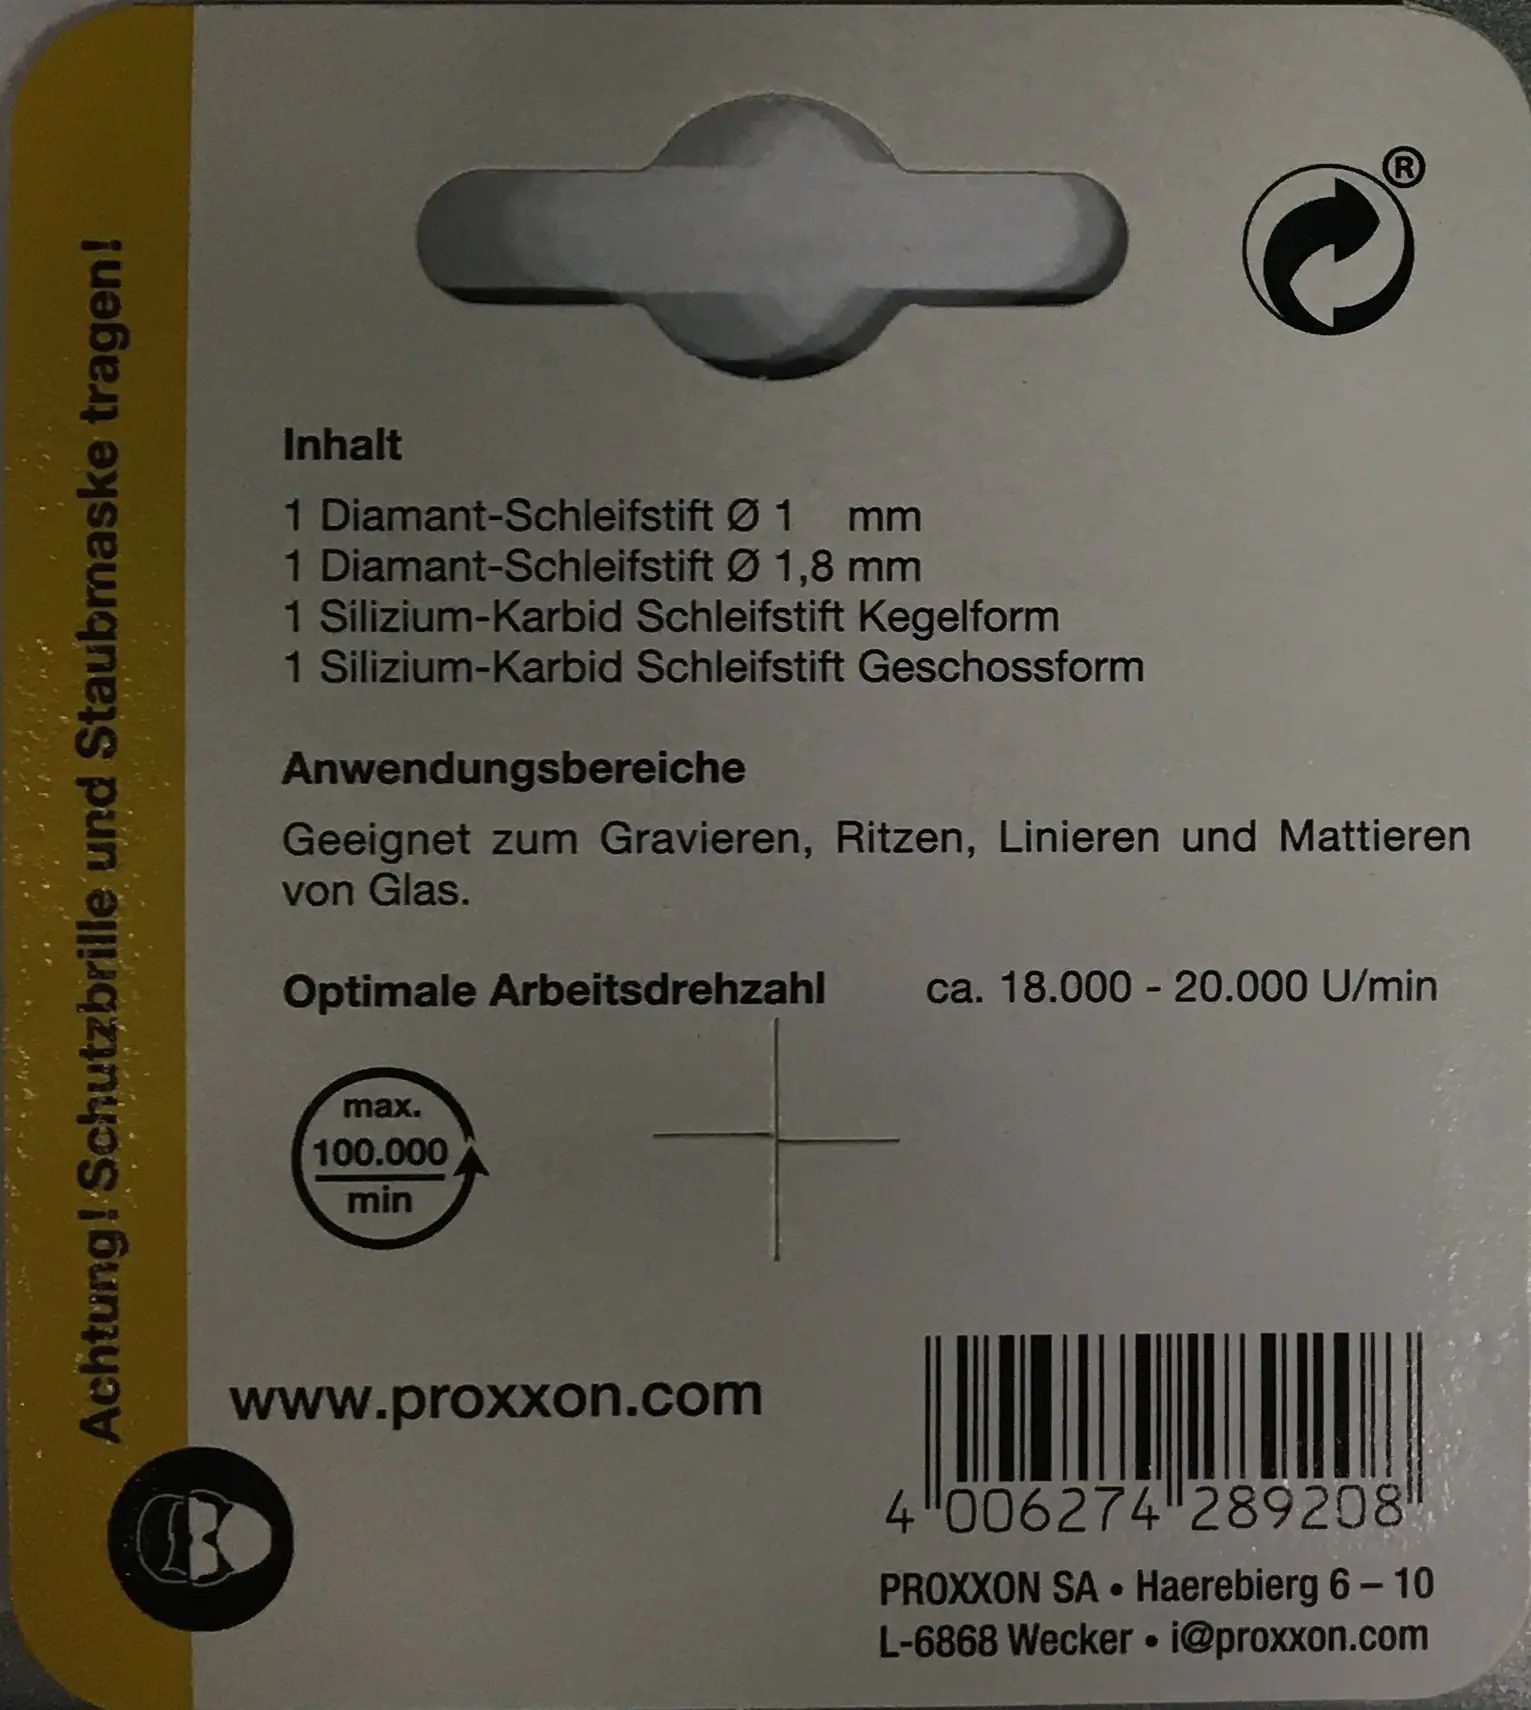 ®
Achtung! Schutzbrille und Staubmaske tragen!
Inhalt
1 Diamant-Schleifstift Ø 1 mm
1 Diamant-Schleifstift Ø 1,8 mm
1 Silizium-Karbid Schleifstift Kegelform
1 Silizium-Karbid Schleifstift Geschossform
Anwendungsbereiche
Geeignet zum Gravieren, Ritzen, Linieren und Mattieren
von Glas.
Optimale Arbeitsdrehzahl ca. 18.000 - 20.000 U/min
max.
100.000
min
www.proxxon.com
4 006274 289208
PROXXON SA • Haerebierg 6 – 10
L-6868 Wecker • i@proxxon.com